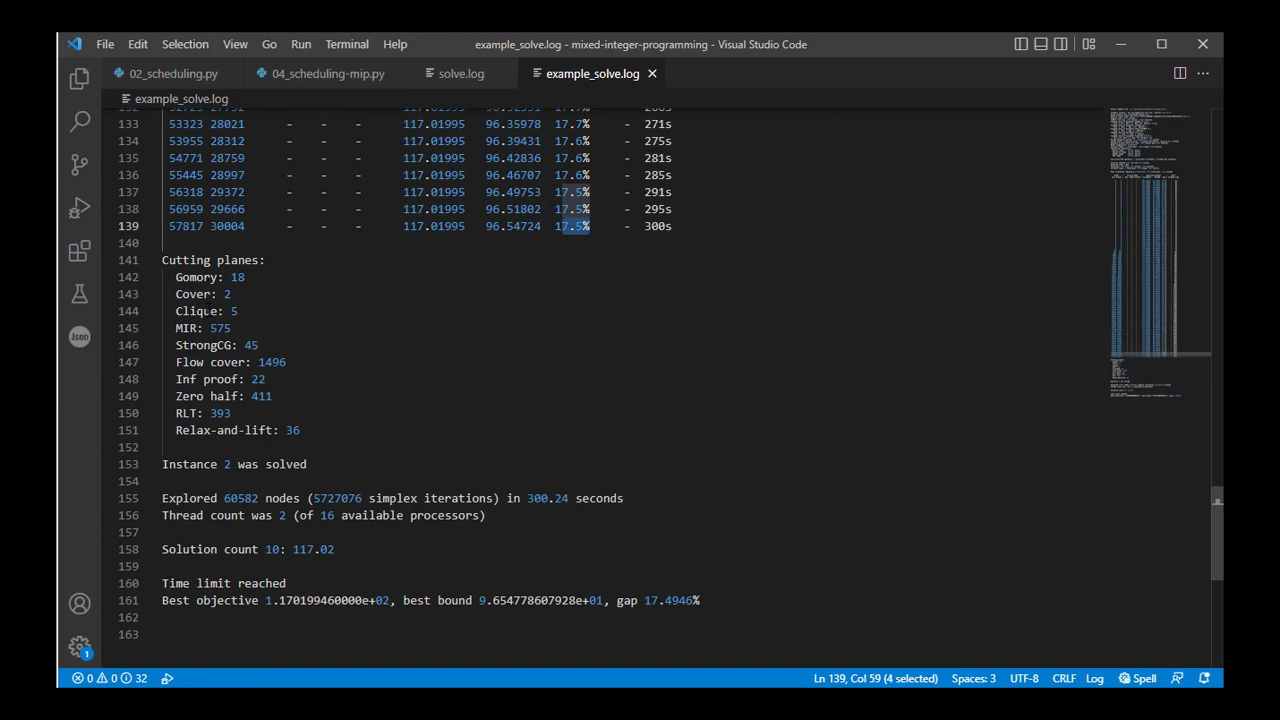 File Edit Selection View Go Run Terminal Help example_solve.log - mixed-integer-programming - Visual Studio Code
02_scheduling.py 04_scheduling-mip.py solve.log example_solve.log
example_solve.log
133 53323 28021 - - - 117.01995 96.35978 17.7% - 271s
134 53955 28312 - - - 117.01995 96.39431 17.6% - 275s
135 54771 28759 - - - 117.01995 96.42836 17.6% - 281s
136 55445 28997 - - - 117.01995 96.46707 17.6% - 285s
137 56318 29372 - - - 117.01995 96.49753 17.5% - 291s
138 56959 29666 - - - 117.01995 96.51802 17.5% - 295s
139 57817 30004 - - - 117.01995 96.54724 17.5% - 300s
140
141 Cutting planes:
142 Gomory: 18
143 Cover: 2
144 Clique: 5
145 MIR: 575
146 StrongCG: 45
147 Flow cover: 1496
148 Inf proof: 22
149 Zero half: 411
150 RLT: 393
151 Relax-and-lift: 36
152
153 Instance 2 was solved
154
155 Explored 60582 nodes (5727076 simplex iterations) in 300.24 seconds
156 Thread count was 2 (of 16 available processors)
157
158 Solution count 10: 117.02
159
160 Time limit reached
161 Best objective 1.170199460000e+02, best bound 9.654778607928e+01, gap 17.4946%
162
163
Json
1
0 0 32 Ln 139, Col 59 (4 selected) Spaces: 3 UTF-8 CRLF Log Spell